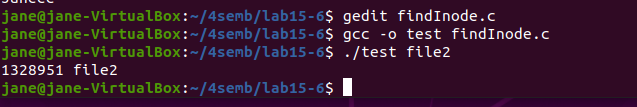 jane@jane-VirtualBox:~/4semb/lab15-6$ gedit findInode.c
jane@jane-VirtualBox:~/4semb/lab15-6$ gcc -o test findInode.c
jane@jane-VirtualBox:~/4semb/lab15-6$ ./test file2
1328951 file2
jane@jane-VirtualBox:~/4semb/lab15-6$